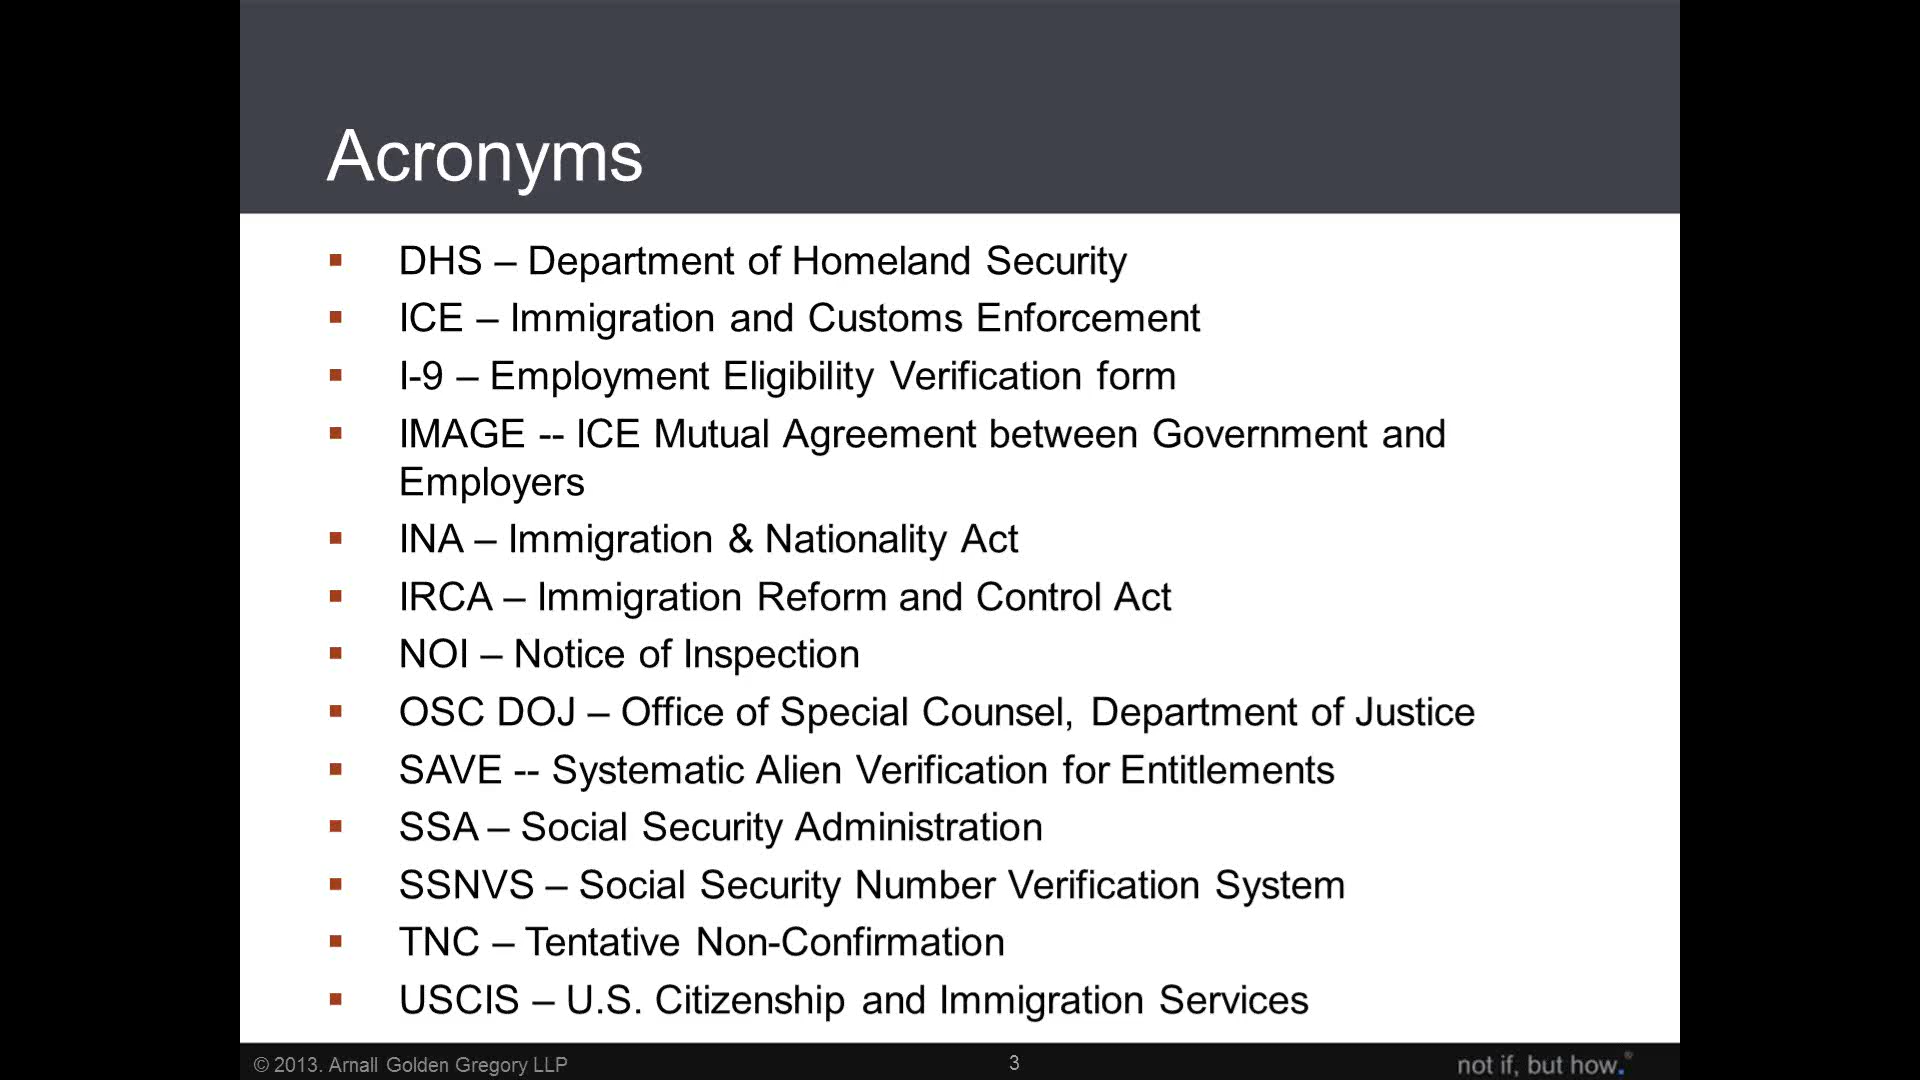 Acronyms
▪ DHS – Department of Homeland Security
▪ ICE – Immigration and Customs Enforcement
▪ I-9 – Employment Eligibility Verification form
▪ IMAGE -- ICE Mutual Agreement between Government and
Employers
▪ INA – Immigration & Nationality Act
▪ IRCA – Immigration Reform and Control Act
▪ NOI – Notice of Inspection
▪ OSC DOJ – Office of Special Counsel, Department of Justice
▪ SAVE -- Systematic Alien Verification for Entitlements
▪ SSA – Social Security Administration
▪ SSNVS – Social Security Number Verification System
▪ TNC – Tentative Non-Confirmation
▪ USCIS – U.S. Citizenship and Immigration Services
© 2013. Arnall Golden Gregory LLP
3
not if, but how.®